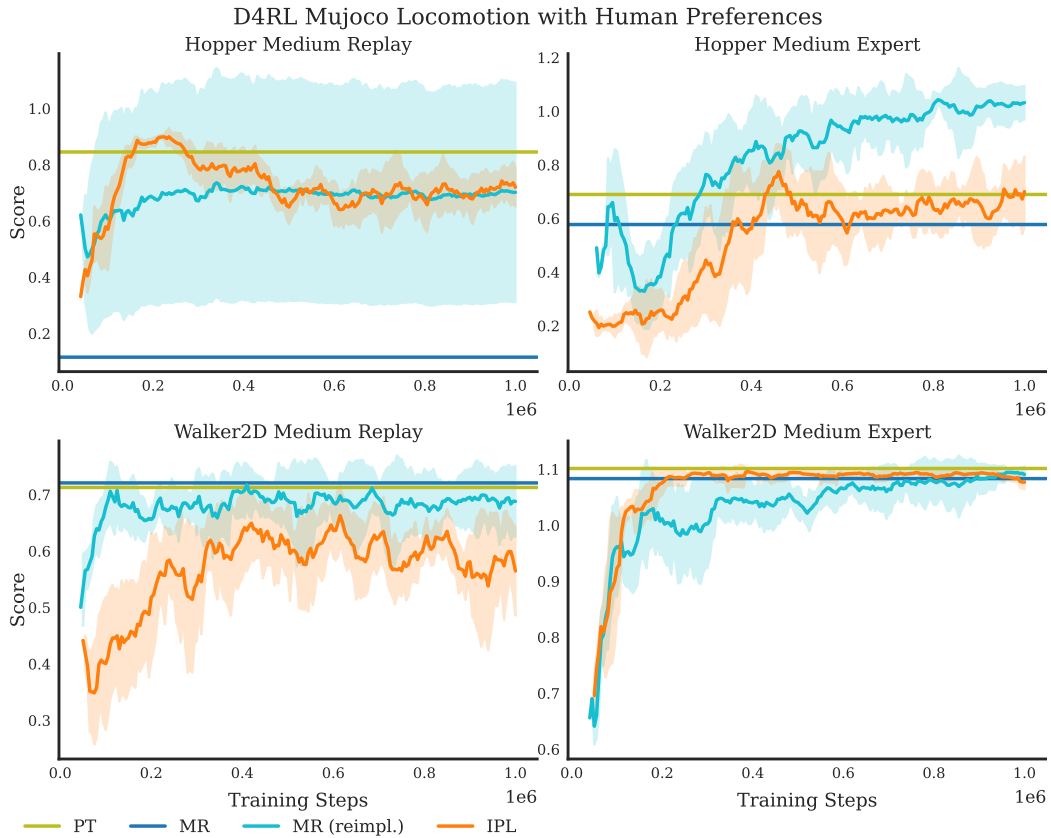 D4RL Mujoco Locomotion with Human Preferences
Hopper Medium Replay
Score
1.0
0.8
0.6
0.4
0.2
0.0 0.2 0.4 0.6 0.8 1.0
1e6
Hopper Medium Expert
1.2
1.0
0.8
0.6
0.4
0.2
0.0 0.2 0.4 0.6 0.8 1.0
1e6
Walker2D Medium Replay
Score
0.7
0.6
0.5
0.4
0.3
0.0 0.2 0.4 0.6 0.8 1.0
Training Steps 1e6
Walker2D Medium Expert
1.1
1.0
0.9
0.8
0.7
0.6
0.0 0.2 0.4 0.6 0.8 1.0
Training Steps 1e6
PT MR MR (reimpl.) IPL